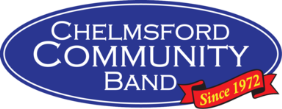 Chelmsford
Community
Band
Since 1972